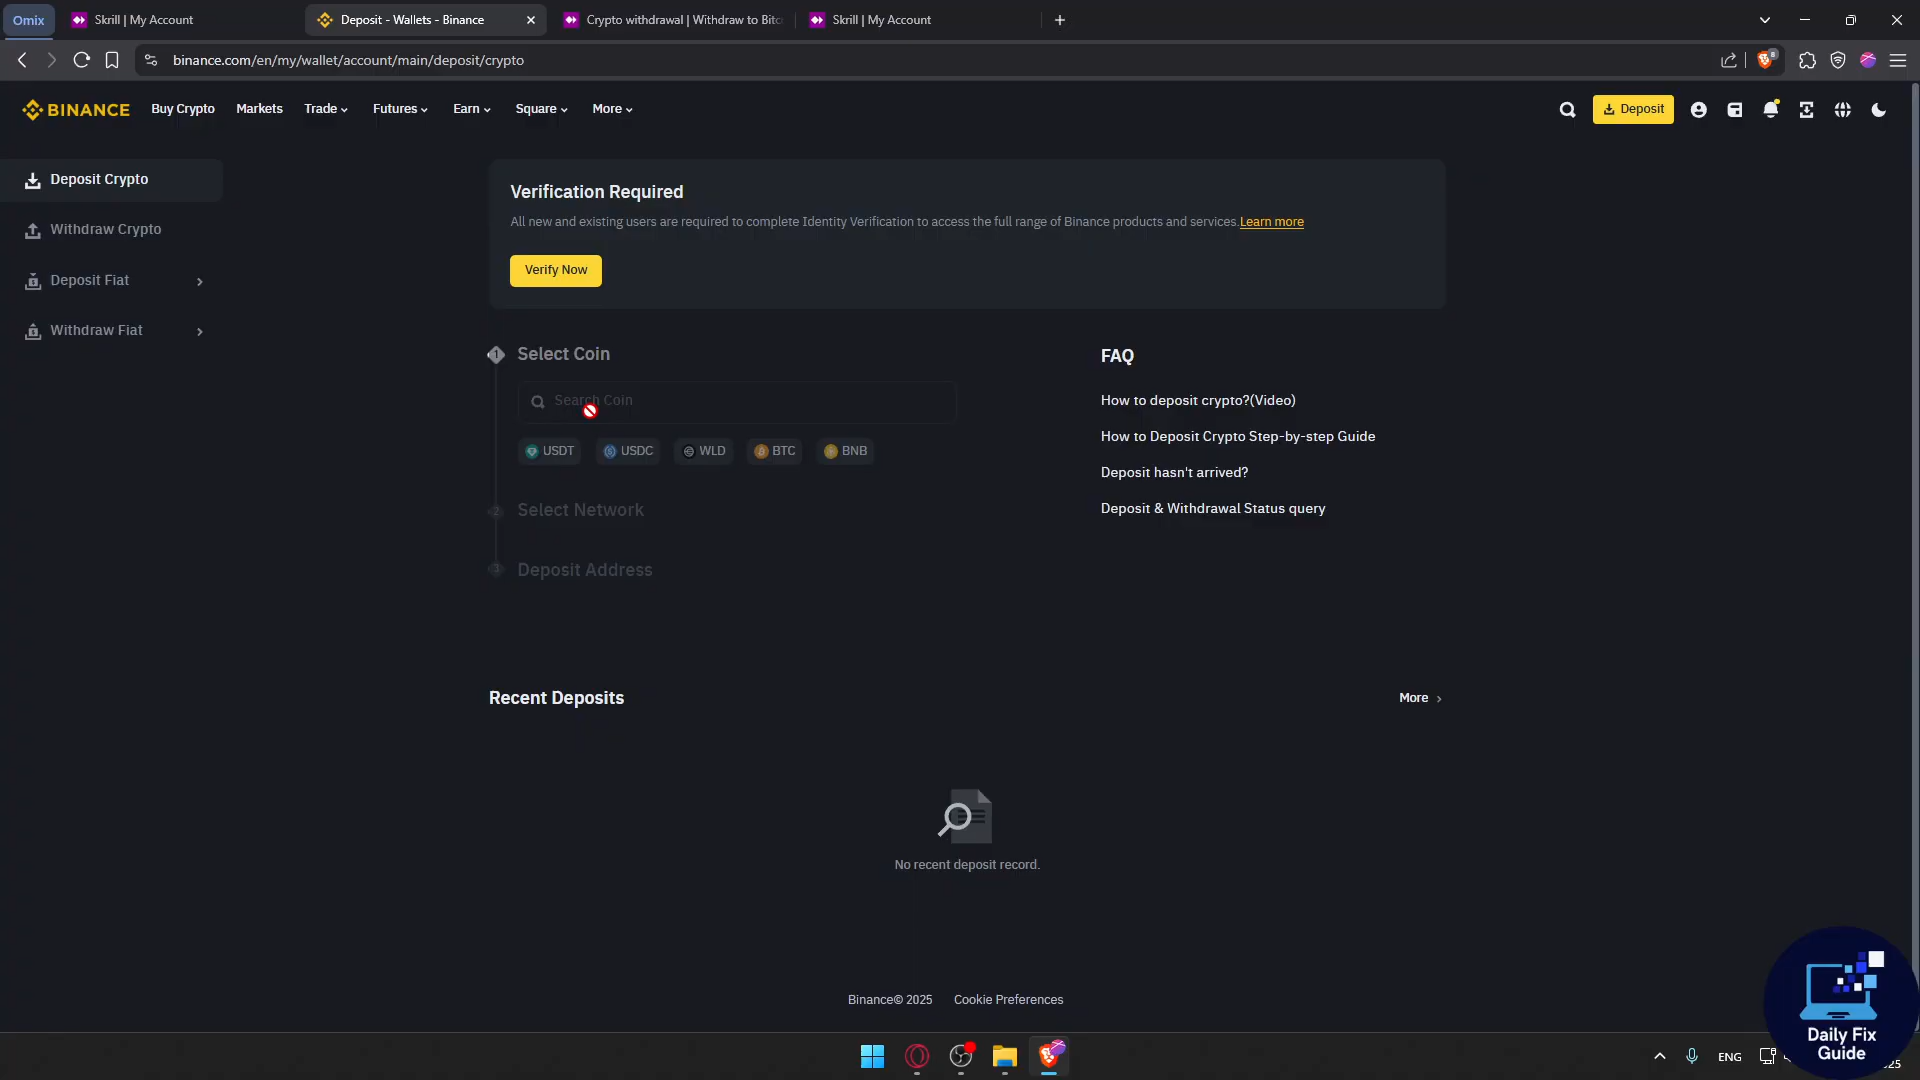 Omix
Skrill | My Account
Deposit - Wallets - Binance
Crypto withdrawal | Withdraw to Bitc
Skrill | My Account
binance.com/en/my/wallet/account/main/deposit/crypto
8
BINANCE
Buy Crypto
Markets
Trade
Futures
Earn
Square
More
Deposit
Deposit Crypto
Withdraw Crypto
Deposit Fiat
Withdraw Fiat
Verification Required
All new and existing users are required to complete Identity Verification to access the full range of Binance products and services.Learn more
Verify Now
1 Select Coin
Search Coin
USDT USDC WLD BTC BNB
2 Select Network
3 Deposit Address
FAQ
How to deposit crypto?(Video)
How to Deposit Crypto Step-by-step Guide
Deposit hasn't arrived?
Deposit & Withdrawal Status query
Recent Deposits
More
No recent deposit record.
Binance© 2025
Cookie Preferences
ENG
Daily Fix
Guide